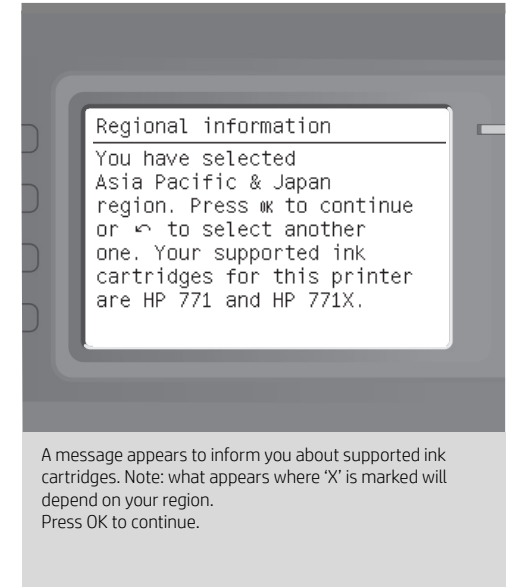 Regional information
You have selected
Asia Pacific & Japan
region. Press OK to continue
or ↶ to select another
one. Your supported ink
cartridges for this printer
are HP 771 and HP 771X.
A message appears to inform you about supported ink
cartridges. Note: what appears where ‘X’ is marked will
depend on your region.
Press OK to continue.